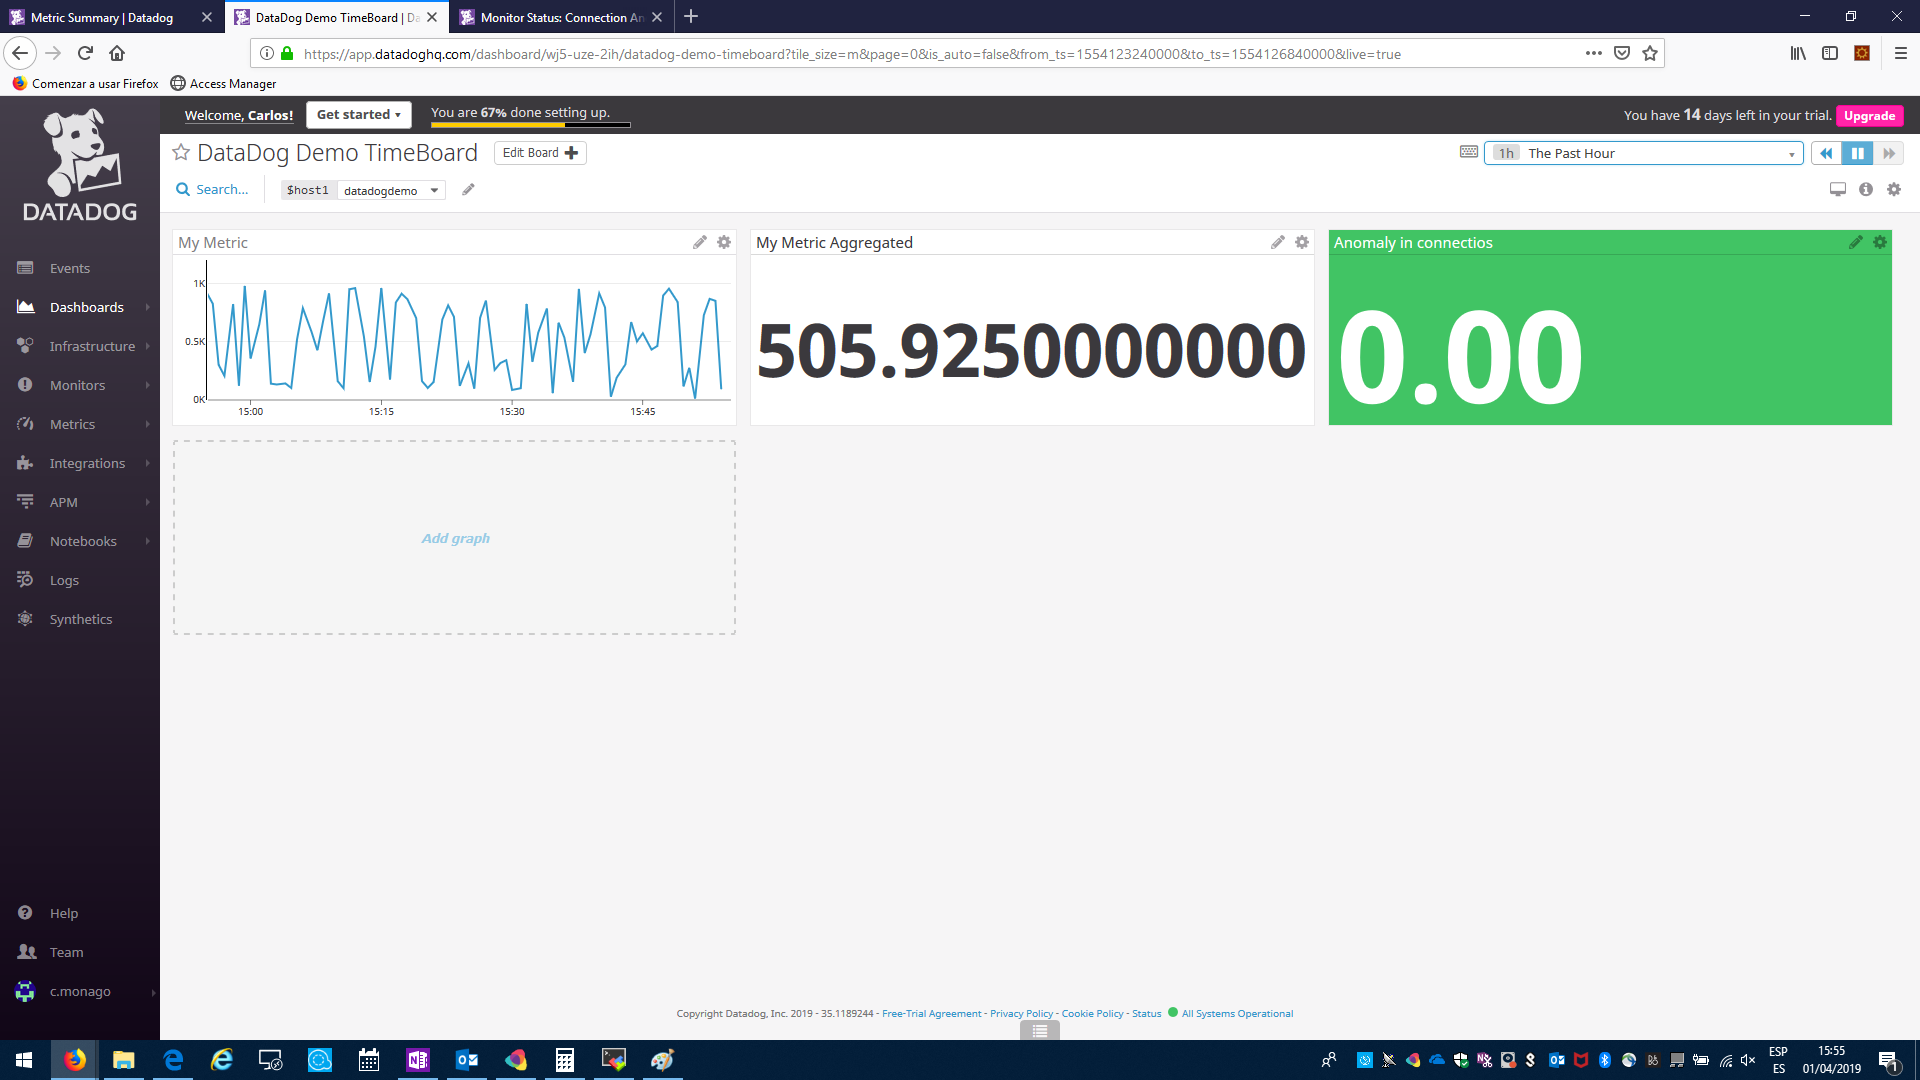 Metric Summary | Datadog
DataDog Demo TimeBoard | Da
Monitor Status: Connection An
https://app.datadoghq.com/dashboard/wj5-uze-2ih/datadog-demo-timeboard?tile_size=m&page=0&is_auto=false&from_ts=1554123240000&to_ts=1554126840000&live=true
Comenzar a usar Firefox
Access Manager
DATADOG
Welcome, Carlos!
Get started
You are 67% done setting up.
You have 14 days left in your trial.
Upgrade
DataDog Demo TimeBoard
Edit Board
1h The Past Hour
Search...
$host1 datadogdemo
Events
Dashboards
Infrastructure
Monitors
Metrics
Integrations
APM
Notebooks
Logs
Synthetics
Help
Team
c.monago
My Metric
1K
0.5K
0K
15:00 15:15 15:30 15:45
My Metric Aggregated
505.9250000000
Anomaly in connectios
0.00
Add graph
Copyright Datadog, Inc. 2019 - 35.1189244 - Free-Trial Agreement - Privacy Policy - Cookie Policy - Status All Systems Operational
ESP
ES
15:55
01/04/2019
1